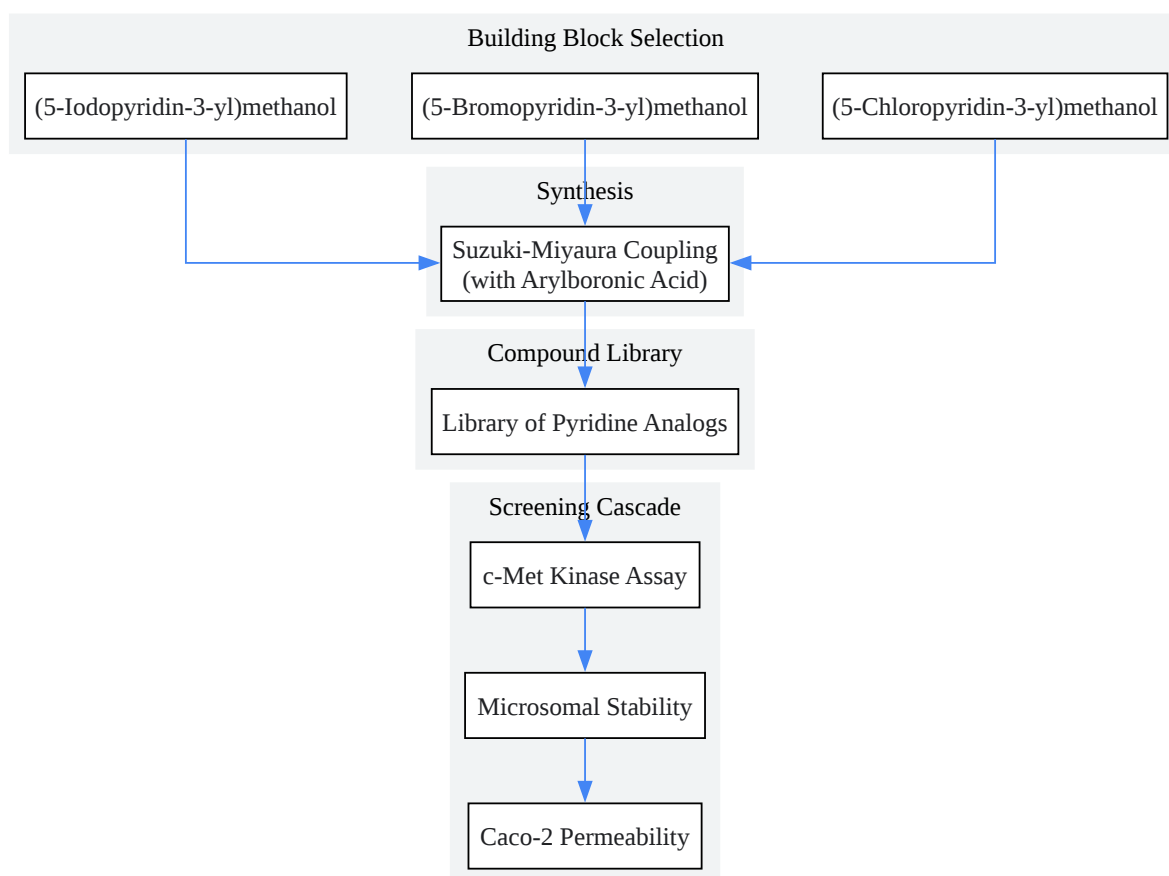 Building Block Selection
(5-Iodopyridin-3-yl)methanol
(5-Bromopyridin-3-yl)methanol
(5-Chloropyridin-3-yl)methanol
Synthesis
Suzuki-Miyaura Coupling
(with Arylboronic Acid)
Compound Library
Library of Pyridine Analogs
Screening Cascade
c-Met Kinase Assay
Microsomal Stability
Caco-2 Permeability